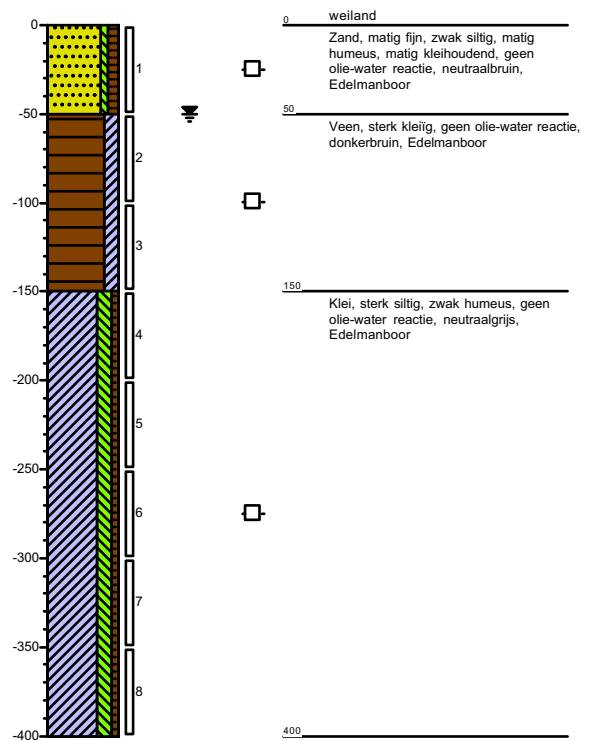 0
-50
-100
-150
-200
-250
-300
-350
-400
1
2
3
4
5
6
7
8
0
weiland
Zand, matig fijn, zwak siltig, matig
humeus, matig kleihoudend, geen
olie-water reactie, neutraalbruin,
Edelmanboor
50
Veen, sterk kleiïg, geen olie-water reactie,
donkerbruin, Edelmanboor
150
Klei, sterk siltig, zwak humeus, geen
olie-water reactie, neutraalgrijs,
Edelmanboor
400